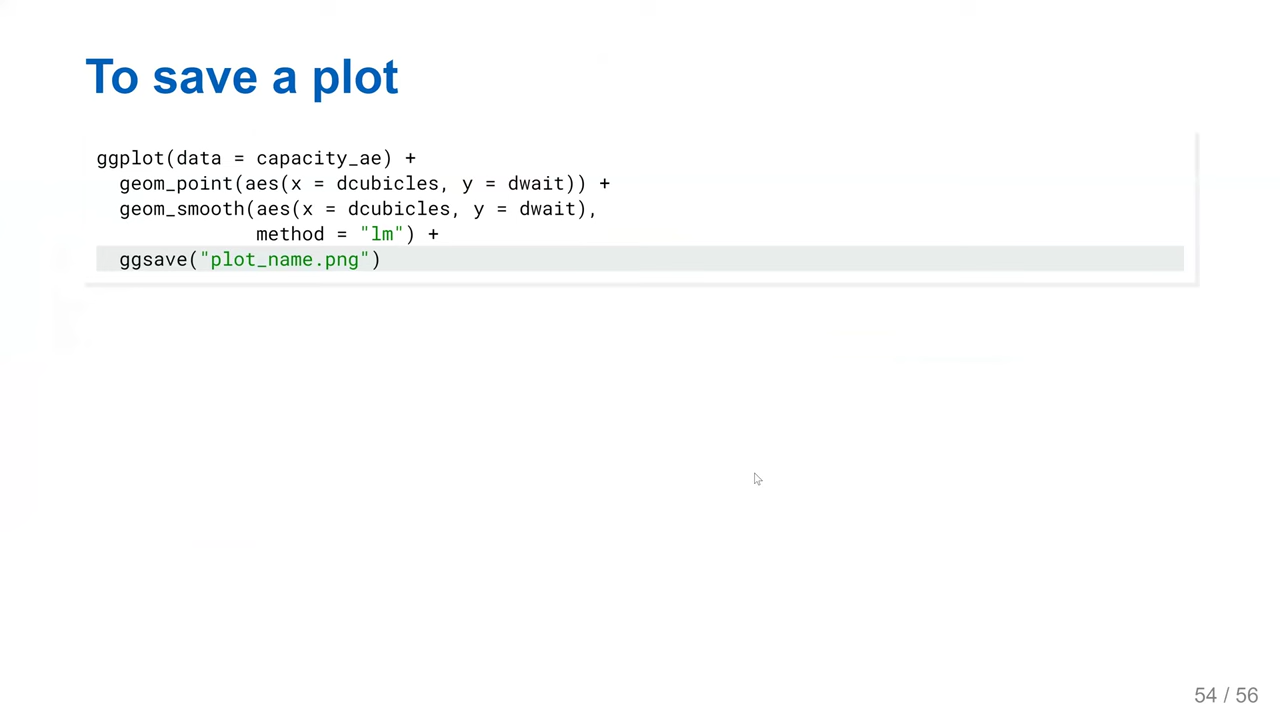 To save a plot
ggplot(data = capacity_ae) +
  geom_point(aes(x = dcubicles, y = dwait)) +
  geom_smooth(aes(x = dcubicles, y = dwait),
              method = "lm") +
  ggsave("plot_name.png")
54 / 56